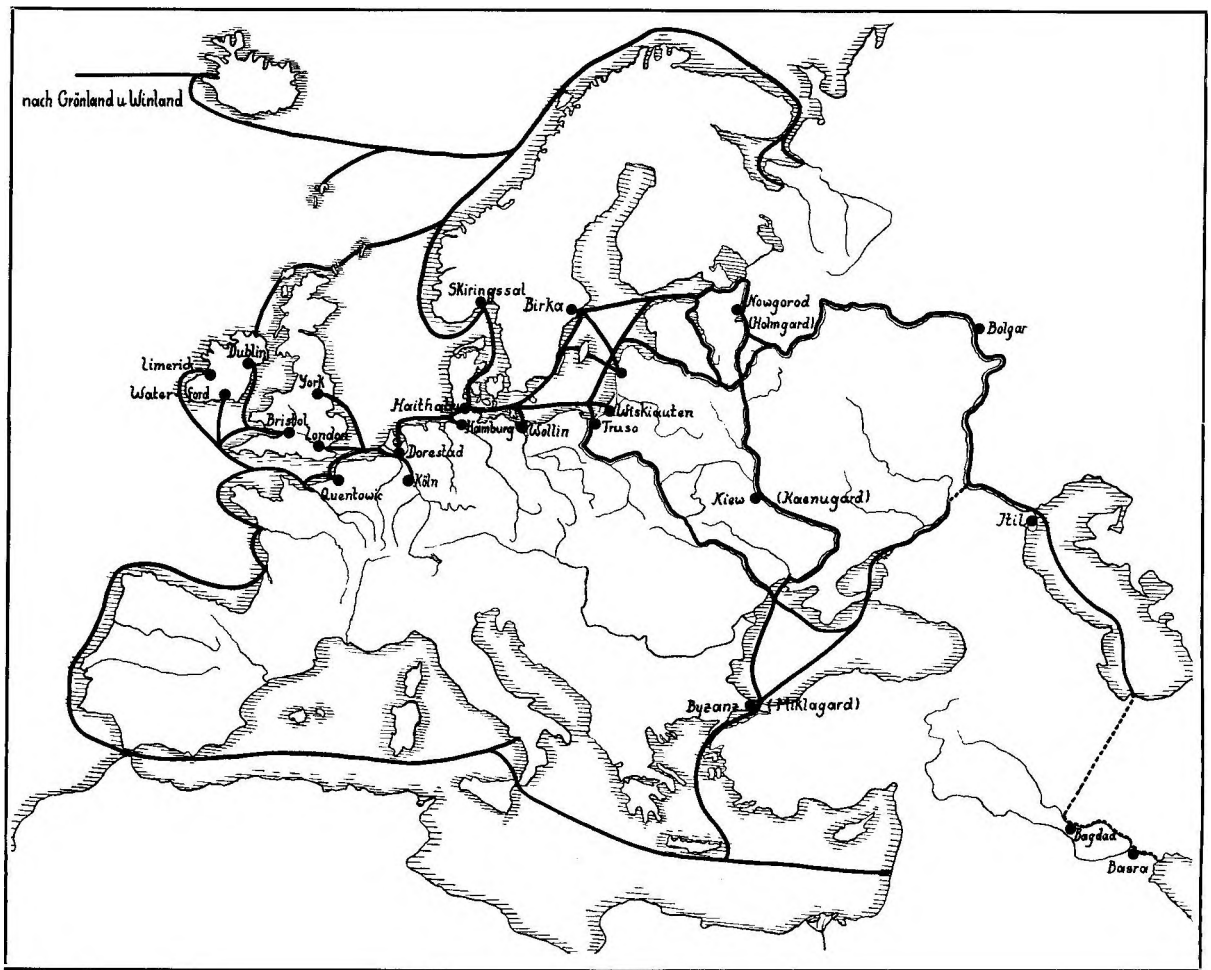 nach Grönland u Winland
Skiringssal
Birka
Nowgorod
(Holmgard)
Bolgar
Limerick
Dublin
Water ford
York
Haithabu
Wiskiauten
Bristol
London
Hamburg
Wollin
Truso
Dorestad
Quentowic
Köln
Kiew (Kaenugard)
Itil
Byzanz (Miklagard)
Bagdad
Basra